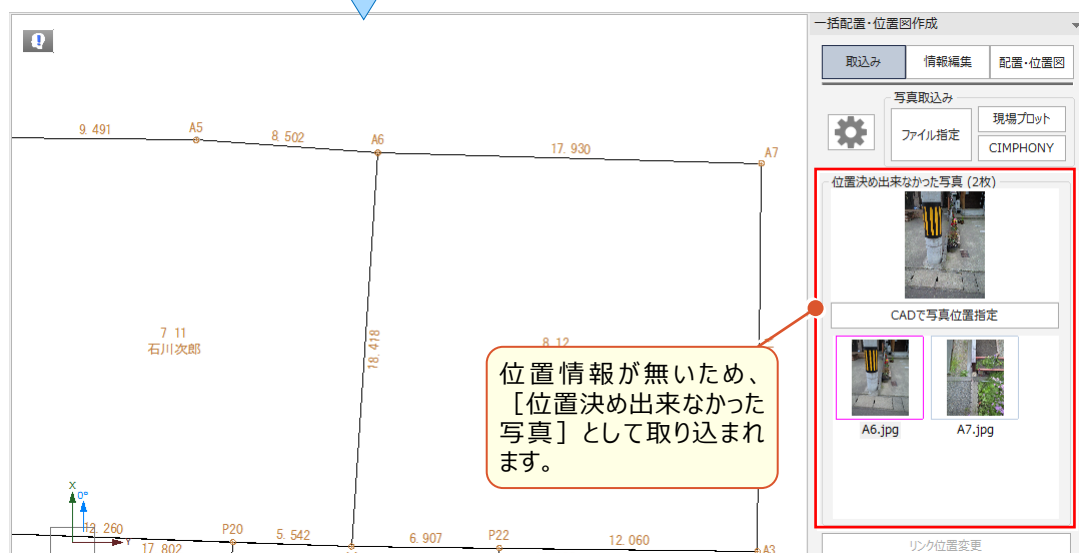 一括配置・位置図作成
取込み
情報編集
配置・位置図
写真取込み
ファイル指定
現場プロット
CIMPHONY
位置決め出来なかった写真 (2枚)
CADで写真位置指定
A6.jpg
A7.jpg
リンク位置変更
9.491
A5
8.502
A6
17.930
A7
7 11
石川次郎
18.418
8 12
位置情報が無いため、
［位置決め出来なかった
写真］として取り込まれ
ます。
X
0°
Y
12.260
17.802
P20
5.542
6.907
P22
12.060
A3